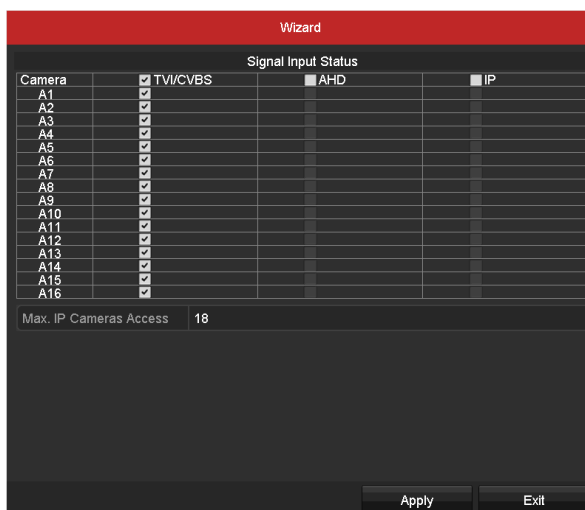 Wizard
Signal Input Status
Camera TVI/CVBS AHD IP
A1
A2
A3
A4
A5
A6
A7
A8
A9
A10
A11
A12
A13
A14
A15
A16
Max. IP Cameras Access 18
Apply Exit